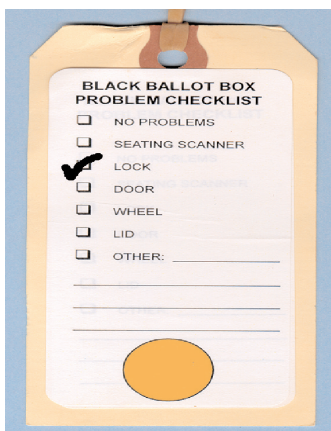 BLACK BALLOT BOX
PROBLEM CHECKLIST
NO PROBLEMS
SEATING SCANNER
LOCK
DOOR
WHEEL
LID
OTHER: